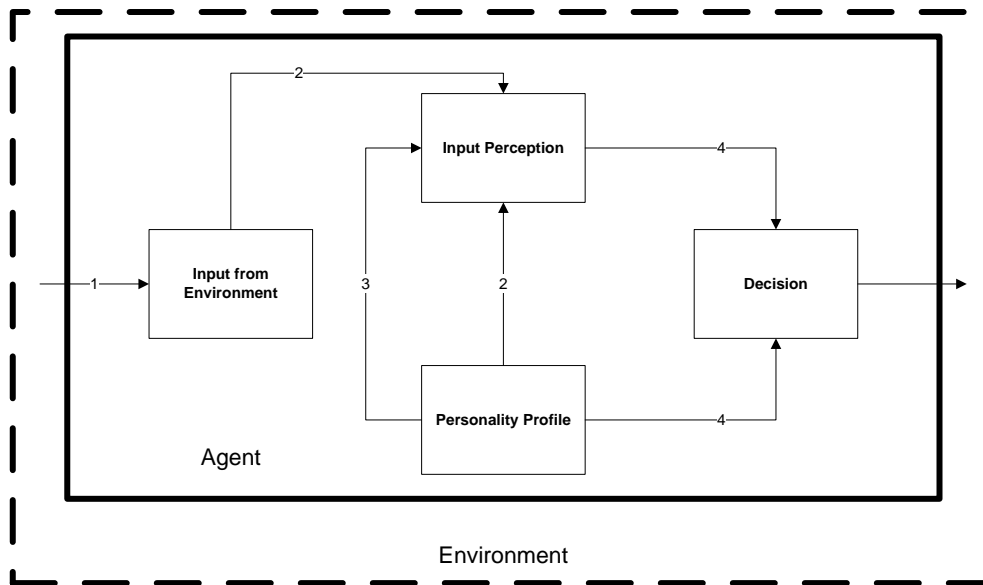 2
Input Perception
4
Input from
Environment
1
3
2
Decision
Personality Profile
4
Agent
Environment